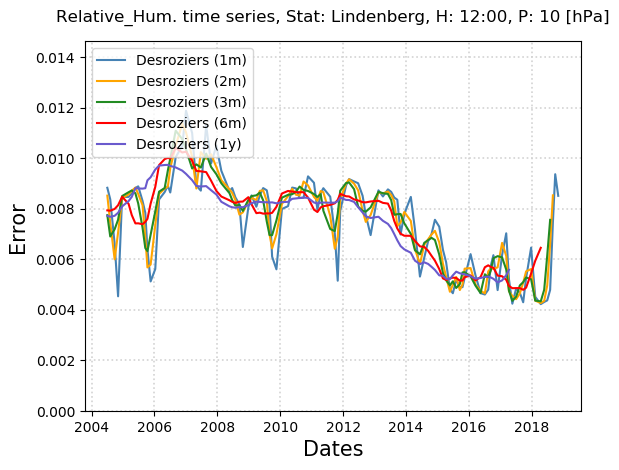 Relative_Hum. time series, Stat: Lindenberg, H: 12:00, P: 10 [hPa]
Desroziers (1m)
Desroziers (2m)
Desroziers (3m)
Desroziers (6m)
Desroziers (1y)
Error
0.014
0.012
0.010
0.008
0.006
0.004
0.002
0.000
2004 2006 2008 2010 2012 2014 2016 2018
Dates